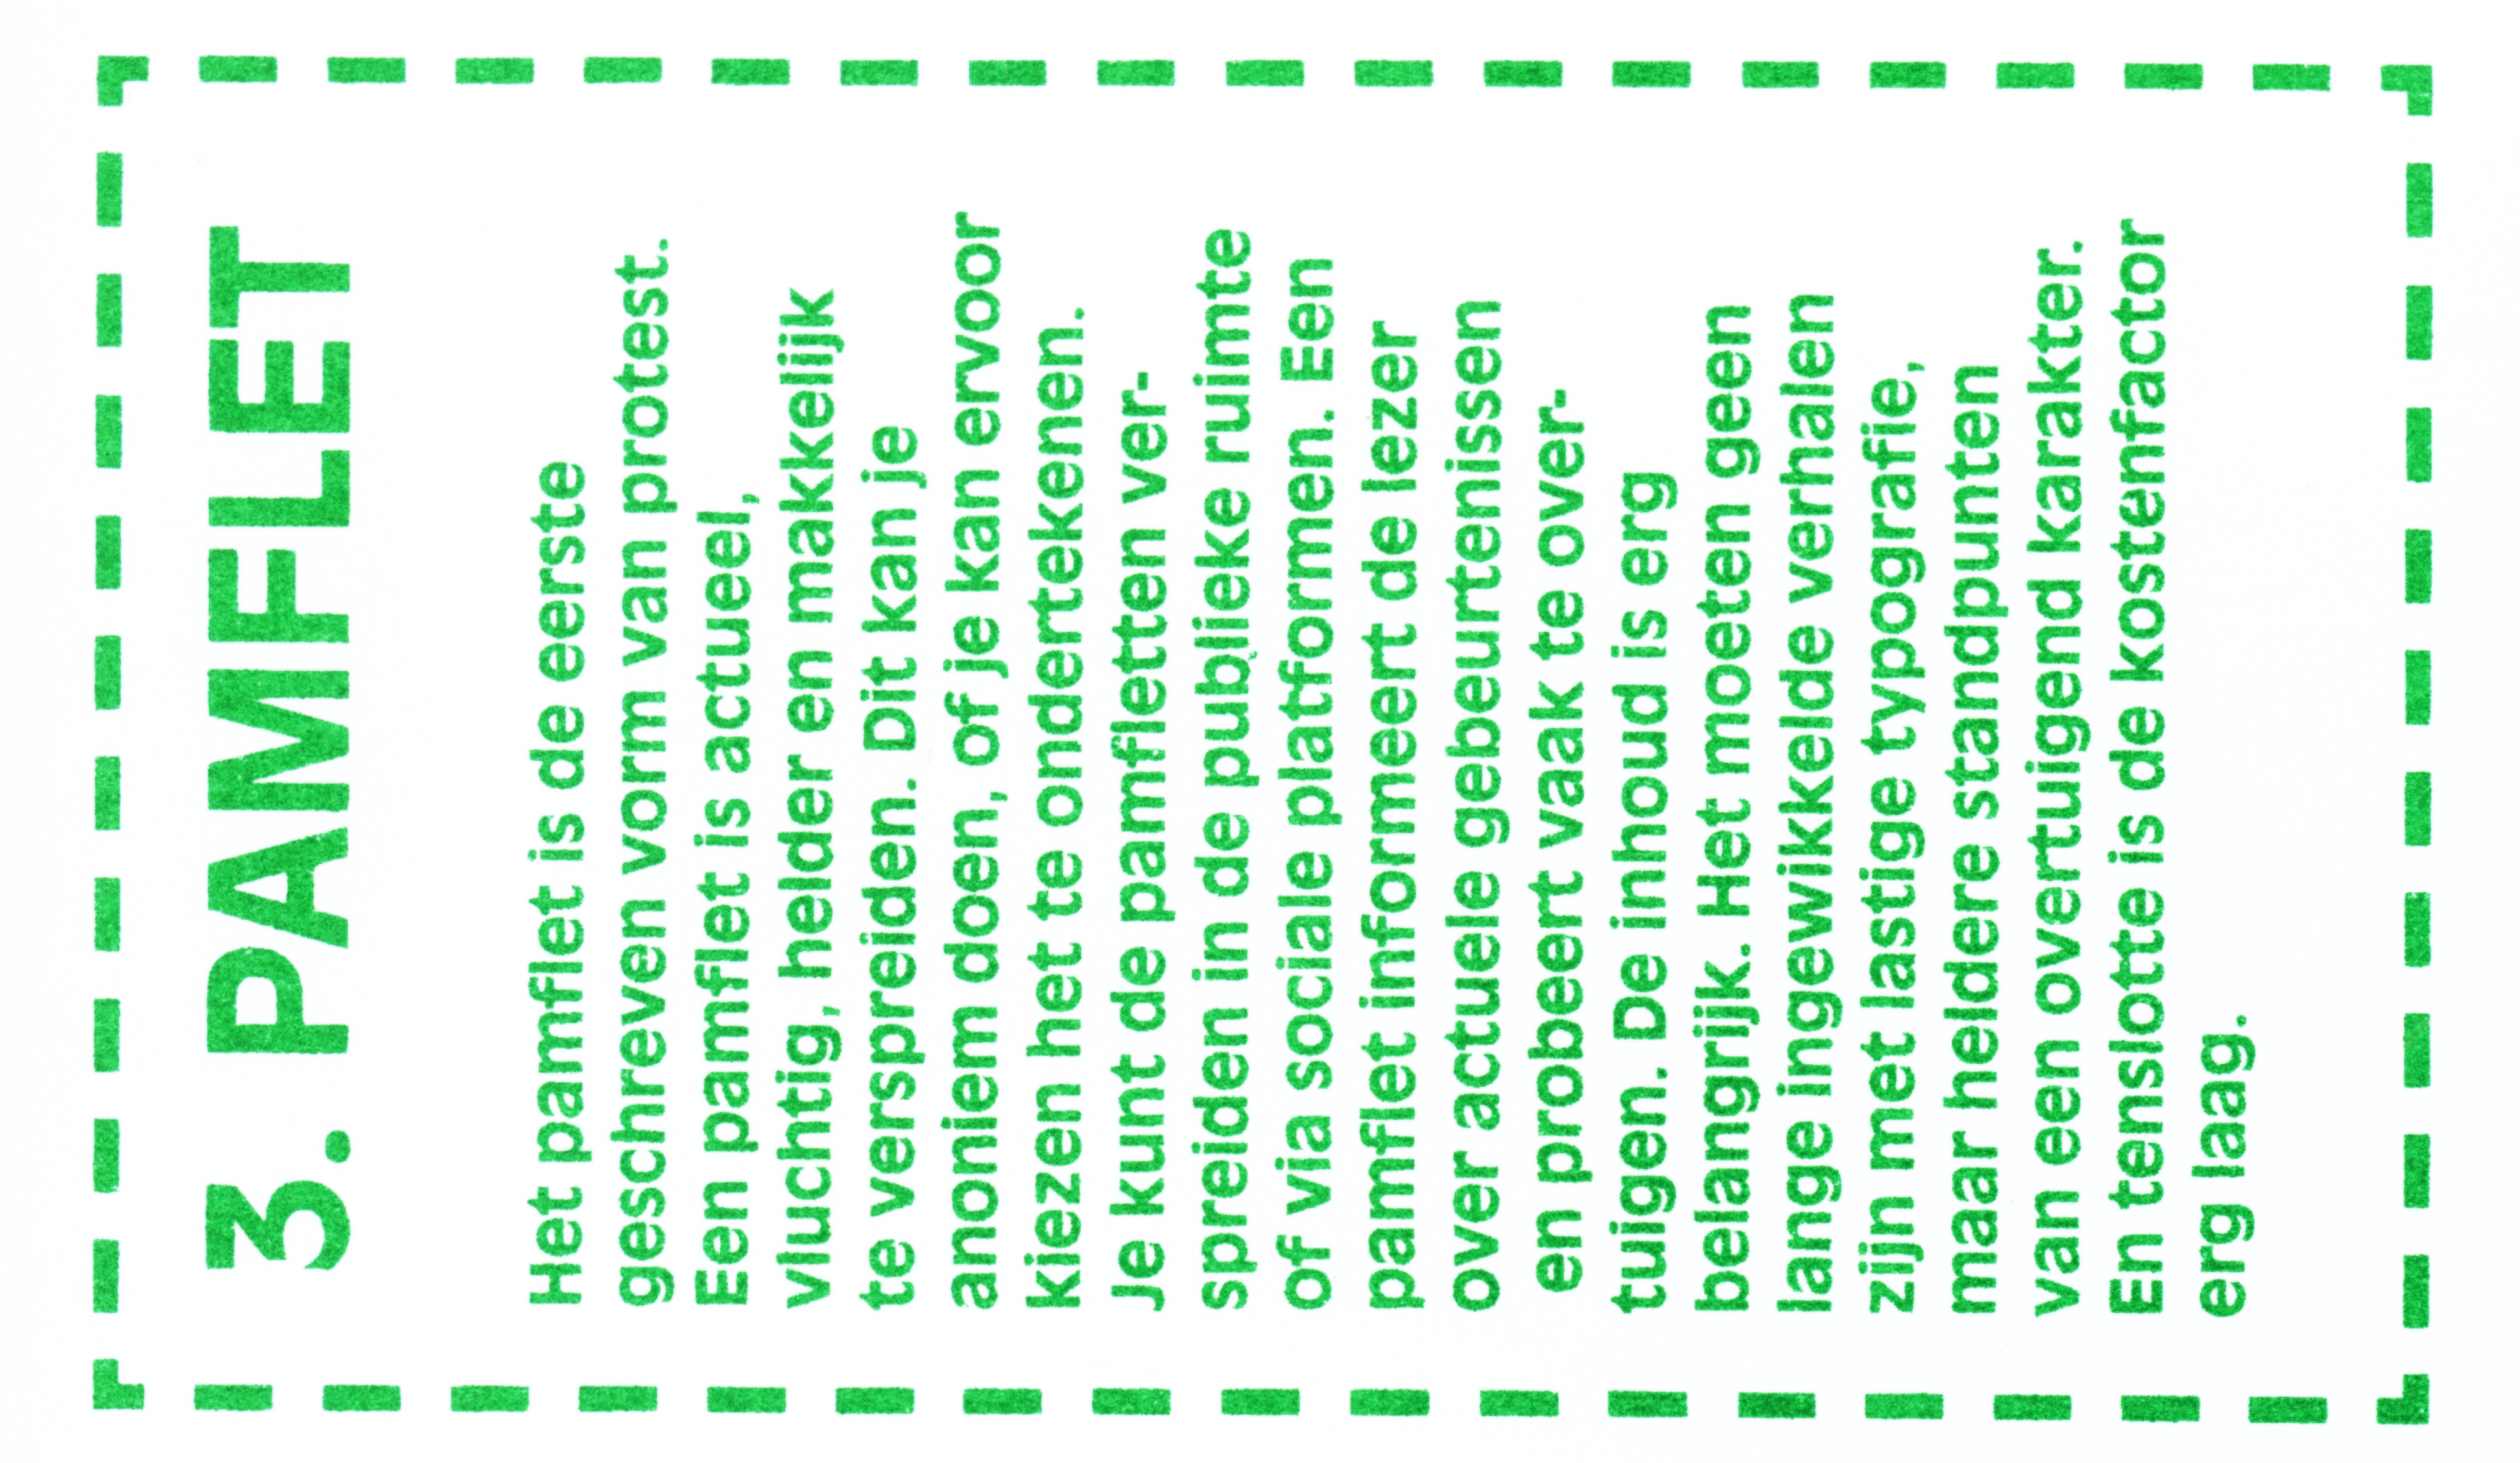 3. PAMFLET
Het pamflet is de eerste
geschreven vorm van protest.
Een pamflet is actueel,
vluchtig, helder en makkelijk
te verspreiden. Dit kan je
anoniem doen, of je kan ervoor
kiezen het te ondertekenen.
Je kunt de pamfletten ver-
spreiden in de publieke ruimte
of via sociale platformen. Een
pamflet informeert de lezer
over actuele gebeurtenissen
en probeert vaak te over-
tuigen. De inhoud is erg
belangrijk. Het moeten geen
lange ingewikkelde verhalen
zijn met lastige typografie,
maar heldere standpunten
van een overtuigend karakter.
En tenslotte is de kostenfactor
erg laag.